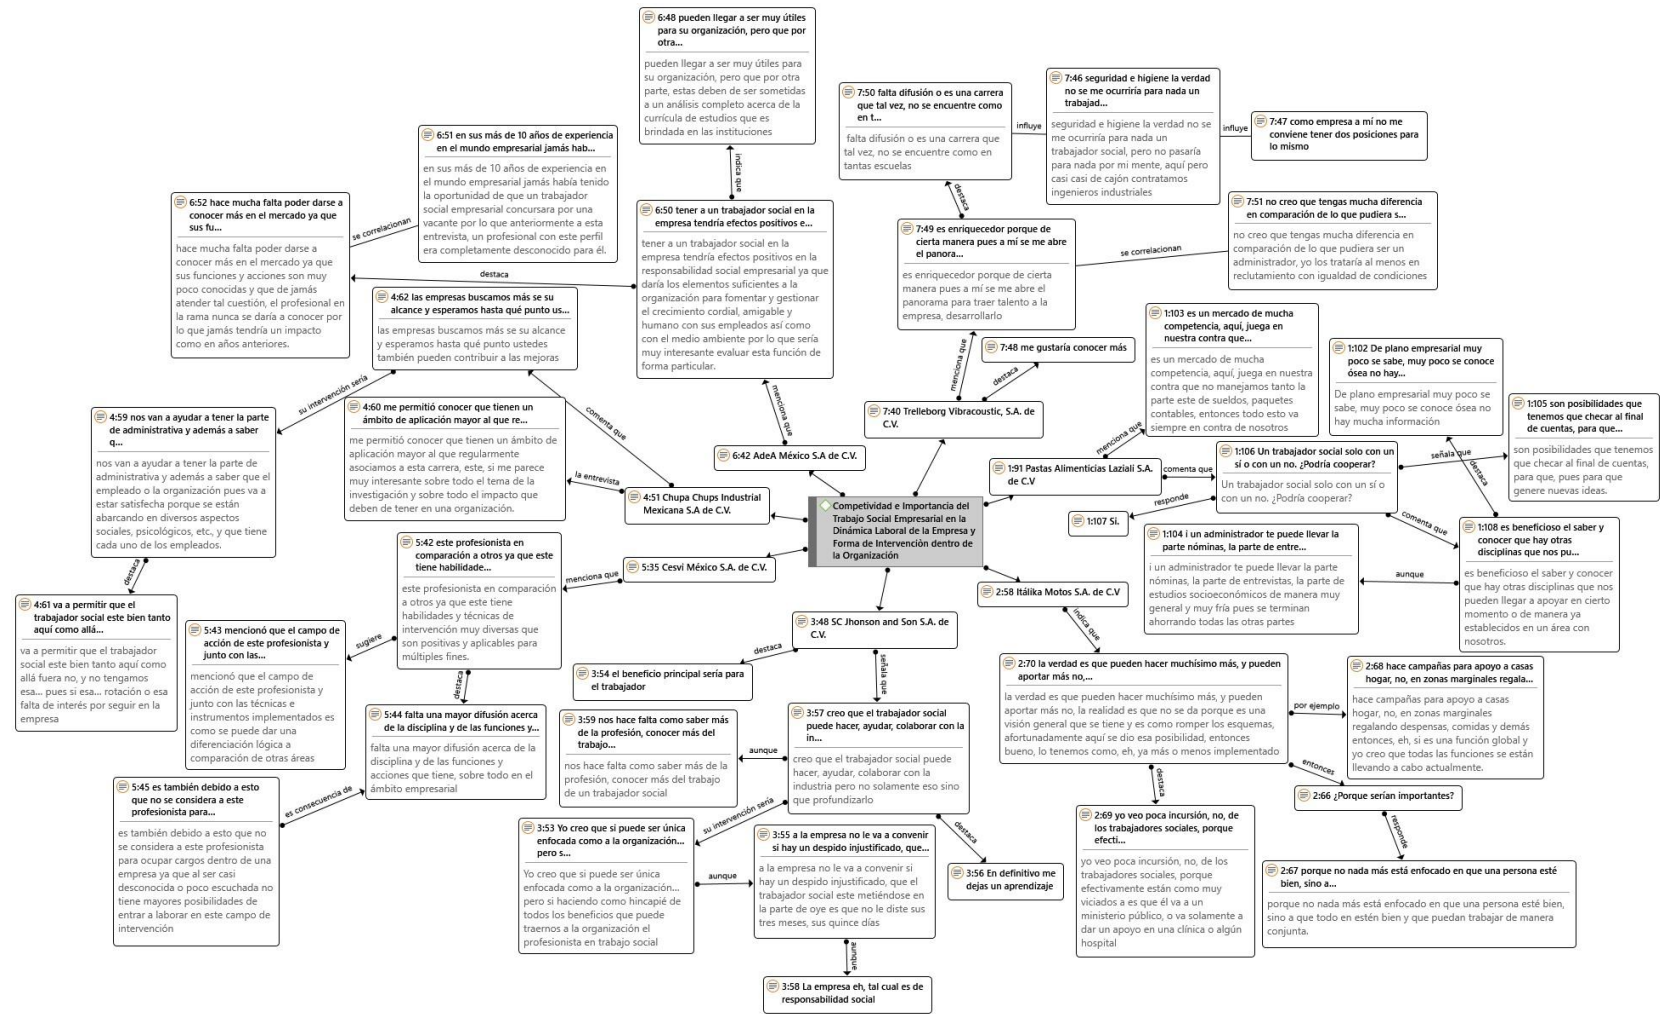 6:48 pueden llegar a ser muy útiles
para su organización, pero que por
otra...
pueden llegar a ser muy útiles para
su organización, pero que por otra
parte, estas deben de ser sometidas
a un análisis completo acerca de la
currícula de estudios que es
brindada en las instituciones
indica que
7:50 falta difusión o es una carrera
que tal vez, no se encuentre como
en t...
falta difusión o es una carrera que
tal vez, no se encuentre como en
tantas escuelas
influye
7:46 seguridad e higiene la verdad
no se me ocurriría para nada un
trabajad...
seguridad e higiene la verdad no se
me ocurriría para nada un
trabajador social, pero no pasaría
para nada por mi mente, aquí pero
casi casi de cajón contratamos
ingenieros industriales
influye
7:47 como empresa a mí no me
conviene tener dos posiciones para
lo mismo
6:51 en sus más de 10 años de experiencia
en el mundo empresarial jamás hab...
en sus más de 10 años de experiencia en
el mundo empresarial jamás había tenido
la oportunidad de que un trabajador
social empresarial concursara por una
vacante por lo que anteriormente a esta
entrevista, un profesional con este perfil
era completamente desconocido para él.
se correlacionan
6:52 hace mucha falta poder darse a
conocer más en el mercado ya que
sus fu...
hace mucha falta poder darse a
conocer más en el mercado ya que
sus funciones y acciones son muy
poco conocidas y que de jamás
atender tal cuestión, el profesional en
la rama nunca se daría a conocer por
lo que jamás tendría un impacto
como en años anteriores.
destaca
6:50 tener a un trabajador social en la
empresa tendría efectos positivos e...
tener a un trabajador social en la
empresa tendría efectos positivos en la
responsabilidad social empresarial ya que
daría los elementos suficientes a la
organización para fomentar y gestionar
el crecimiento cordial, amigable y
humano con sus empleados así como
con el medio ambiente por lo que sería
muy interesante evaluar esta función de
forma particular.
menciona que
destaca
7:49 es enriquecedor porque de
cierta manera pues a mí se me abre
el panora...
es enriquecedor porque de cierta
manera pues a mí se me abre el
panorama para traer talento a la
empresa, desarrollarlo
se correlacionan
7:51 no creo que tengas mucha diferencia
en comparación de lo que pudiera s...
no creo que tengas mucha diferencia en
comparación de lo que pudiera ser un
administrador, yo los trataría al menos en
reclutamiento con igualdad de condiciones
menciona que
7:48 me gustaría conocer más
destaca
7:40 Trelleborg Vibracoustic, S.A. de
C.V.
4:62 las empresas buscamos más se su
alcance y esperamos hasta qué punto us...
las empresas buscamos más se su alcance
y esperamos hasta qué punto ustedes
también pueden contribuir a las mejoras
su intervención sería
comenta que
4:59 nos van a ayudar a tener la parte
de administrativa y además a saber
q...
nos van a ayudar a tener la parte de
administrativa y además a saber que el
empleado o la organización pues va a
estar satisfecha porque se están
abarcando en diversos aspectos
sociales, psicológicos, etc., y que tiene
cada uno de los empleados.
destaca
4:61 va a permitir que el
trabajador social este bien tanto
aquí como allá...
va a permitir que el trabajador
social este bien tanto aquí como
allá fuera no, y no tengamos
esa... pues si esa... rotación o esa
falta de interés por seguir en la
empresa
4:60 me permitió conocer que tienen un
ámbito de aplicación mayor al que re...
me permitió conocer que tienen un ámbito de
aplicación mayor al que regularmente
asociamos a esta carrera, este, si me parece
muy interesante sobre todo el tema de la
investigación y sobre todo el impacto que
deben de tener en una organización.
la entrevista
4:51 Chupa Chups Industrial
Mexicana S.A de C.V.
6:42 AdeA México S.A de C.V.
Competividad e Importancia del
Trabajo Social Empresarial en la
Dinámica Laboral de la Empresa y
Forma de Intervenciòn dentro de
la Organización
1:91 Pastas Alimenticias Laziali S.A.
de C.V
menciona que
1:103 es un mercado de mucha
competencia, aquí, juega en
nuestra contra que...
es un mercado de mucha
competencia, aquí, juega en nuestra
contra que no manejamos tanto la
parte este de sueldos, paquetes
contables, entonces todo esto va
siempre en contra de nosotros
1:102 De plano empresarial muy
poco se sabe, muy poco se conoce
ósea no hay...
De plano empresarial muy poco se
sabe, muy poco se conoce ósea no
hay mucha información
1:105 son posibilidades que
tenemos que checar al final
de cuentas, para que...
son posibilidades que tenemos
que checar al final de cuentas,
para que, pues para que
genere nuevas ideas.
comenta que
1:106 Un trabajador social solo con un
sí o con un no. ¿Podría cooperar?
Un trabajador social solo con un sí o
con un no. ¿Podría cooperar?
señala que
destaca
responde
1:107 Si.
comenta que
1:108 es beneficioso el saber y
conocer que hay otras
disciplinas que nos pu...
es beneficioso el saber y conocer
que hay otras disciplinas que nos
pueden llegar a apoyar en cierto
momento o de manera ya
establecidos en un área con
nosotros.
aunque
1:104 i un administrador te puede llevar la
parte nóminas, la parte de entre...
i un administrador te puede llevar la parte
nóminas, la parte de entrevistas, la parte de
estudios socioeconómicos de manera muy
general y muy fría pues se terminan
ahorrando todas las otras partes
5:42 este profesionista en
comparación a otros ya que este
tiene habilidade...
este profesionista en comparación
a otros ya que este tiene
habilidades y técnicas de
intervención muy diversas que
son positivas y aplicables para
múltiples fines.
menciona que
5:35 Cesvi México S.A. de C.V.
sugiere
5:43 mencionó que el campo de
acción de este profesionista y
junto con las...
mencionó que el campo de
acción de este profesionista y
junto con las técnicas e
instrumentos implementados es
como se puede dar una
diferenciación lógica a
comparación de otras áreas
destaca
5:44 falta una mayor difusión acerca
de la disciplina y de las funciones y...
falta una mayor difusión acerca de la
disciplina y de las funciones y
acciones que tiene, sobre todo en el
ámbito empresarial
es consecuencia de
5:45 es también debido a esto
que no se considera a este
profesionista para...
es también debido a esto que no
se considera a este profesionista
para ocupar cargos dentro de una
empresa ya que al ser casi
desconocida o poco escuchada no
tiene mayores posibilidades de
entrar a laborar en este campo de
intervención
3:48 SC Jhonson and Son S.A. de
C.V.
destaca
3:54 el beneficio principal sería para
el trabajador
señala que
3:57 creo que el trabajador social
puede hacer, ayudar, colaborar con la
in...
creo que el trabajador social puede
hacer, ayudar, colaborar con la
industria pero no solamente eso sino
que profundizarlo
aunque
3:59 nos hace falta como saber más
de la profesión, conocer más del
trabajo...
nos hace falta como saber más de la
profesión, conocer más del trabajo
de un trabajador social
su intervención sería
3:53 Yo creo que si puede ser única
enfocada como a la organización...
pero s...
Yo creo que si puede ser única
enfocada como a la organización...
pero si haciendo como hincapié de
todos los beneficios que puede
traernos a la organización el
profesionista en trabajo social
aunque
3:55 a la empresa no le va a convenir
si hay un despido injustificado, que...
a la empresa no le va a convenir si
hay un despido injustificado, que el
trabajador social este metiéndose en
la parte de oye es que no le diste sus
tres meses, sus quince días
aunque
3:58 La empresa eh, tal cual es de
responsabilidad social
destaca
3:56 En definitivo me
dejas un aprendizaje
2:58 Itálika Motos S.A. de C.V
indica que
2:70 la verdad es que pueden hacer muchísimo más, y pueden
aportar más no,...
la verdad es que pueden hacer muchísimo más, y pueden
aportar más no, la realidad es que no se da porque es una
visión general que se tiene y es como romper los esquemas,
afortunadamente aquí se dio esa posibilidad, entonces
bueno, lo tenemos como, eh, ya más o menos implementado
por ejemplo
2:68 hace campañas para apoyo a casas
hogar, no, en zonas marginales regala...
hace campañas para apoyo a casas
hogar, no, en zonas marginales
regalando despensas, comidas y demás
entonces, eh, si es una función global y
yo creo que todas las funciones se están
llevando a cabo actualmente.
entonces
2:66 ¿Porque serían importantes?
responde
2:67 porque no nada más está enfocado en que una persona esté
bien, sino a...
porque no nada más está enfocado en que una persona esté bien,
sino a que todo en estén bien y que puedan trabajar de manera
conjunta.
destaca
2:69 yo veo poca incursión, no, de
los trabajadores sociales, porque
efecti...
yo veo poca incursión, no, de los
trabajadores sociales, porque
efectivamente están como muy
viciados a es que él va a un
ministerio público, o va solamente a
dar un apoyo en una clínica o algún
hospital